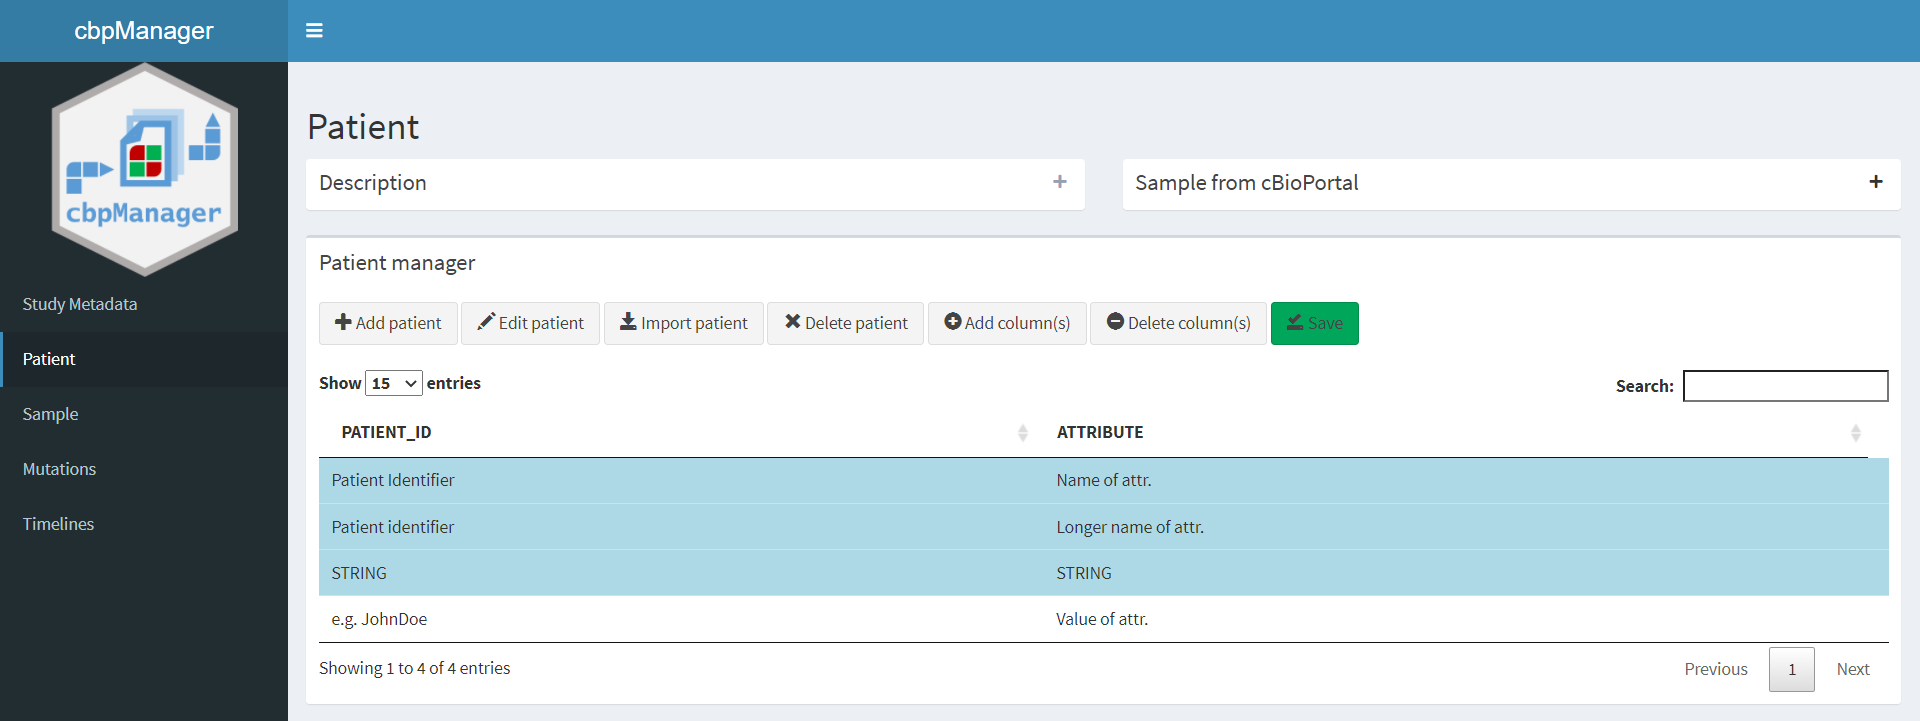 cbpManager
cbpManager
Study Metadata
Patient
Sample
Mutations
Timelines
Patient
Description
Sample from cBioPortal
Patient manager
Add patient Edit patient Import patient Delete patient Add column(s) Delete column(s) Save
Show 15 entries
Search:
PATIENT_ID ATTRIBUTE
Patient Identifier Name of attr.
Patient identifier Longer name of attr.
STRING STRING
e.g. JohnDoe Value of attr.
Showing 1 to 4 of 4 entries
Previous 1 Next